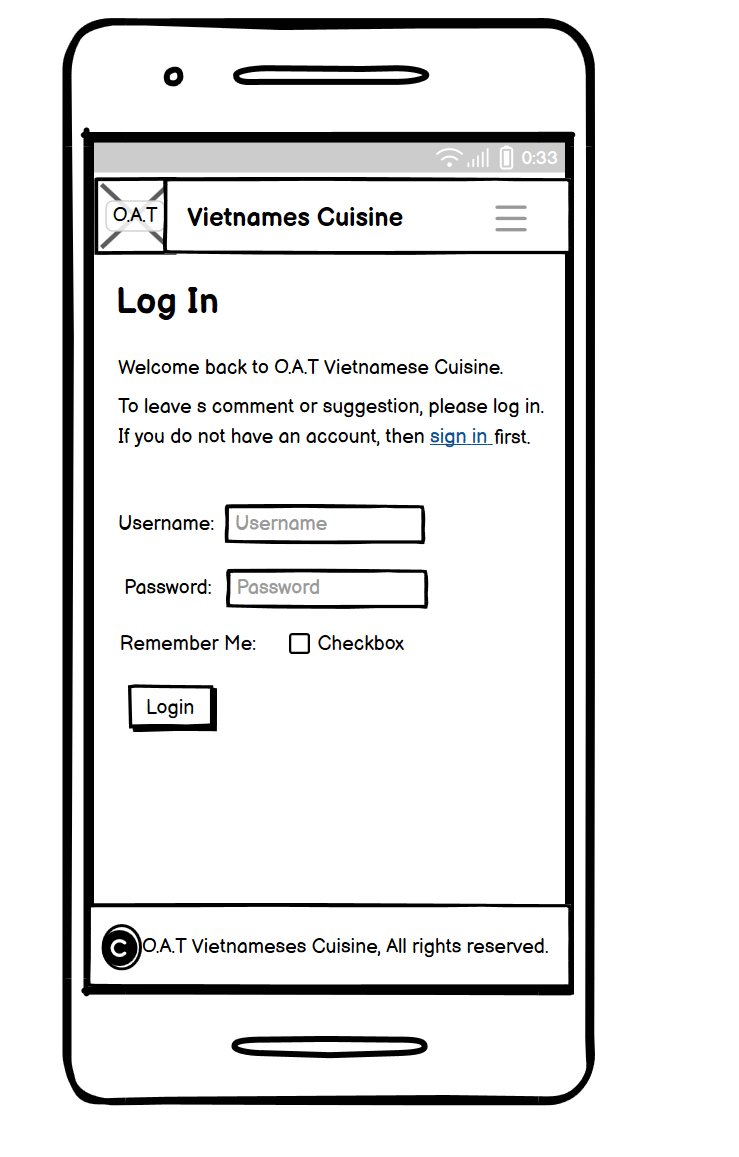 0:33
O.A.T Vietnames Cuisine
Log In
Welcome back to O.A.T Vietnamese Cuisine.
To leave s comment or suggestion, please log in.
If you do not have an account, then sign in first.
Username: Username
Password: Password
Remember Me: Checkbox
Login
C O.A.T Vietnameses Cuisine, All rights reserved.